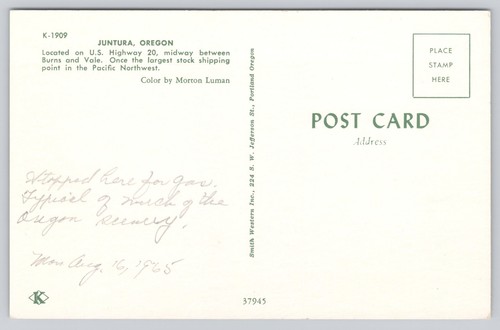 K-1909
JUNTURA, OREGON
Located on U.S. Highway 20, midway between
Burns and Vale. Once the largest stock shipping
point in the Pacific Northwest.
Color by Morton Luman
Stopped here for gas.
Typical of much of the
Oregon scenery.
Mon Aug. 16, 1965
K
Smith Western Inc., 224 S. W. Jefferson St., Portland Oregon
37945
PLACE
STAMP
HERE
POST CARD
Address